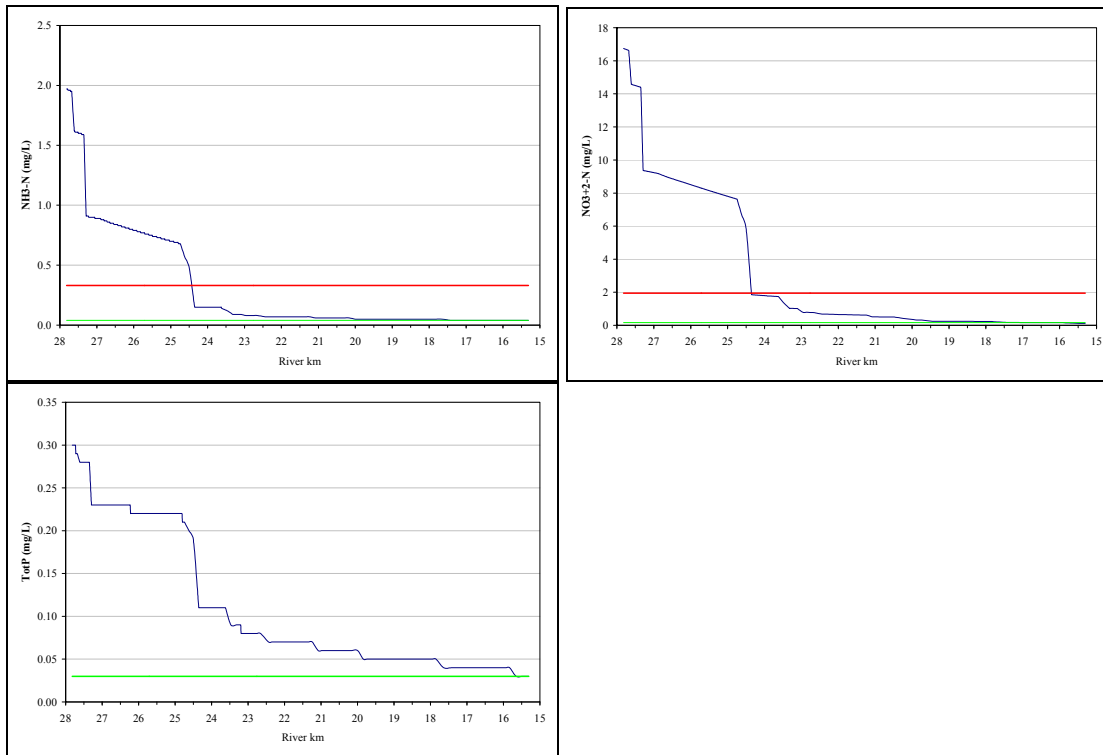 2.5
2.0
1.5
1.0
0.5
0.0
NH3-N (mg/L)
28 27 26 25 24 23 22 21 20 19 18 17 16 15
River km
18
16
14
12
10
8
6
4
2
0
NO3+2-N (mg/L)
28 27 26 25 24 23 22 21 20 19 18 17 16 15
River km
0.35
0.30
0.25
0.20
0.15
0.10
0.05
0.00
TotP (mg/L)
28 27 26 25 24 23 22 21 20 19 18 17 16 15
River km